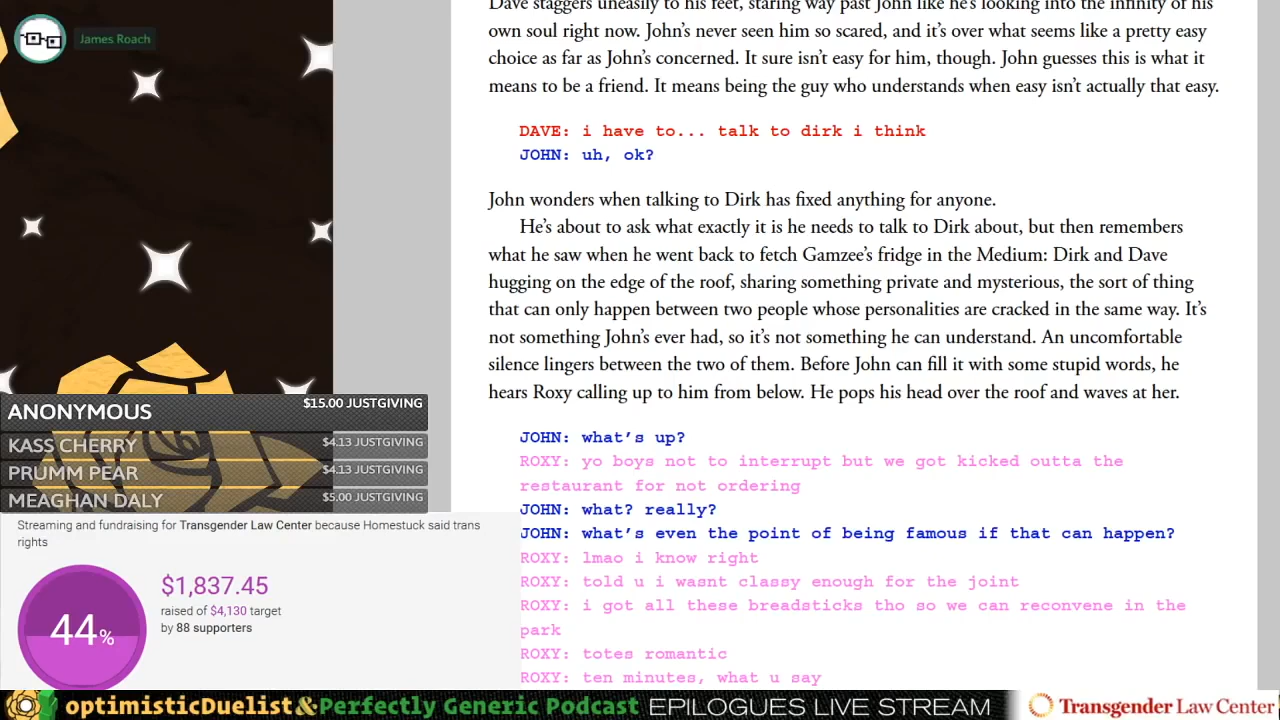 James Roach
Dave staggers uneasily to his feet, staring way past John like he's looking into the infinity of his
own soul right now. John's never seen him so scared, and it's over what seems like a pretty easy
choice as far as John's concerned. It sure isn't easy for him, though. John guesses this is what it
means to be a friend. It means being the guy who understands when easy isn't actually that easy.
DAVE: i have to... talk to dirk i think
JOHN: uh, ok?
John wonders when talking to Dirk has fixed anything for anyone.
He's about to ask what exactly it is he needs to talk to Dirk about, but then remembers
what he saw when he went back to fetch Gamzee's fridge in the Medium: Dirk and Dave
hugging on the edge of the roof, sharing something private and mysterious, the sort of thing
that can only happen between two people whose personalities are cracked in the same way. It's
not something John's ever had, so it's not something he can understand. An uncomfortable
silence lingers between the two of them. Before John can fill it with some stupid words, he
hears Roxy calling up to him from below. He pops his head over the roof and waves at her.
JOHN: what's up?
ROXY: yo boys not to interrupt but we got kicked outta the
restaurant for not ordering
JOHN: what? really?
JOHN: what's even the point of being famous if that can happen?
ROXY: lmao i know right
ROXY: told u i wasnt classy enough for the joint
ROXY: i got all these breadsticks tho so we can reconvene in the
park
ROXY: totes romantic
ROXY: ten minutes, what u say
ANONYMOUS $15.00 JUSTGIVING
KASS CHERRY $4.13 JUSTGIVING
PRUMM PEAR $4.13 JUSTGIVING
MEAGHAN DALY $5.00 JUSTGIVING
Streaming and fundraising for Transgender Law Center because Homestuck said trans
rights
44%
$1,837.45
raised of $4,130 target
by 88 supporters
optimisticDuelist&Perfectly Generic Podcast EPILOGUES LIVE STREAM
Transgender Law Center